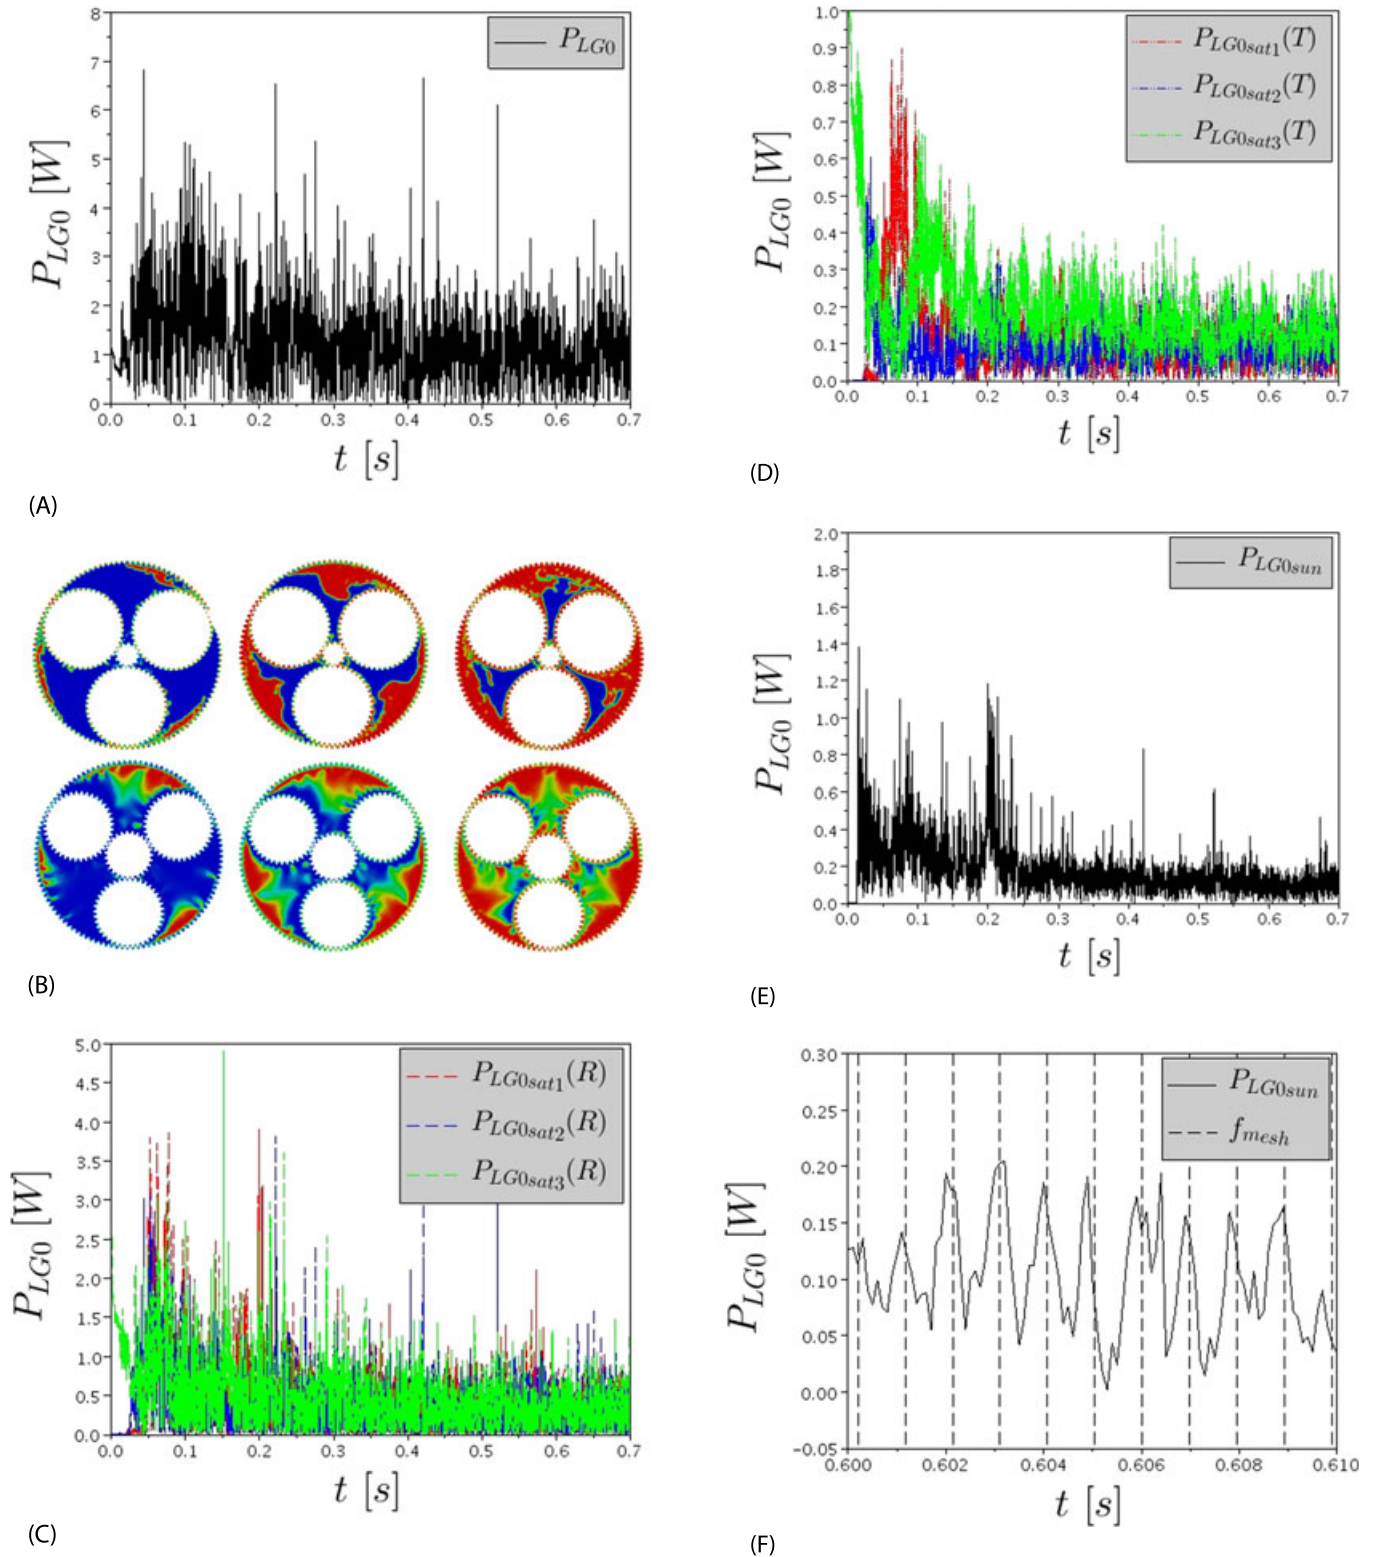 8
7
6
5
4
3
2
1
0
0.0 0.1 0.2 0.3 0.4 0.5 0.6 0.7
P_LG0 [W]
t [s]
P_LG0
(A)
(B)
5.0
4.5
4.0
3.5
3.0
2.5
2.0
1.5
1.0
0.5
0.0
0.0 0.1 0.2 0.3 0.4 0.5 0.6 0.7
P_LG0 [W]
t [s]
P_LG0sat1(R)
P_LG0sat2(R)
P_LG0sat3(R)
(C)
1.0
0.9
0.8
0.7
0.6
0.5
0.4
0.3
0.2
0.1
0.0
0.0 0.1 0.2 0.3 0.4 0.5 0.6 0.7
P_LG0 [W]
t [s]
P_LG0sat1(T)
P_LG0sat2(T)
P_LG0sat3(T)
(D)
2.0
1.8
1.6
1.4
1.2
1.0
0.8
0.6
0.4
0.2
0.0
0.0 0.1 0.2 0.3 0.4 0.5 0.6 0.7
P_LG0 [W]
t [s]
P_LG0sun
(E)
0.30
0.25
0.20
0.15
0.10
0.05
0.00
−0.05
0.600 0.602 0.604 0.606 0.608 0.610
P_LG0 [W]
t [s]
P_LG0sun
f_mesh
(F)